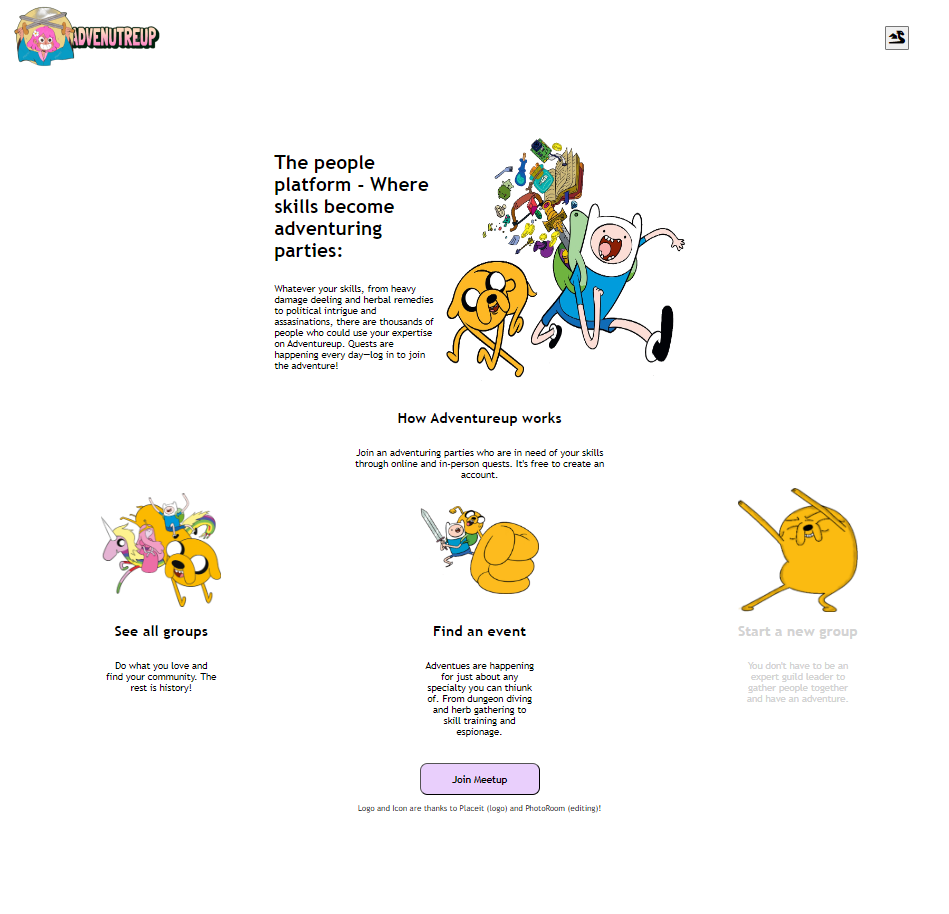 ADVENUTREUP
The people
platform - Where
skills become
adventuring
parties:
Whatever your skills, from heavy
damage deeling and herbal remedies
to political intrigue and
assasinations, there are thousands of
people who could use your expertise
on Adventureup. Quests are
happening every day—log in to join
the adventure!
How Adventureup works
Join an adventuring parties who are in need of your skills
through online and in-person quests. It's free to create an
account.
See all groups
Do what you love and
find your community. The
rest is history!
Find an event
Adventues are happening
for just about any
specialty you can thiunk
of. From dungeon diving
and herb gathering to
skill training and
espionage.
Start a new group
You don't have to be an
expert guild leader to
gather people together
and have an adventure.
Join Meetup
Logo and Icon are thanks to Placeit (logo) and PhotoRoom (editing)!